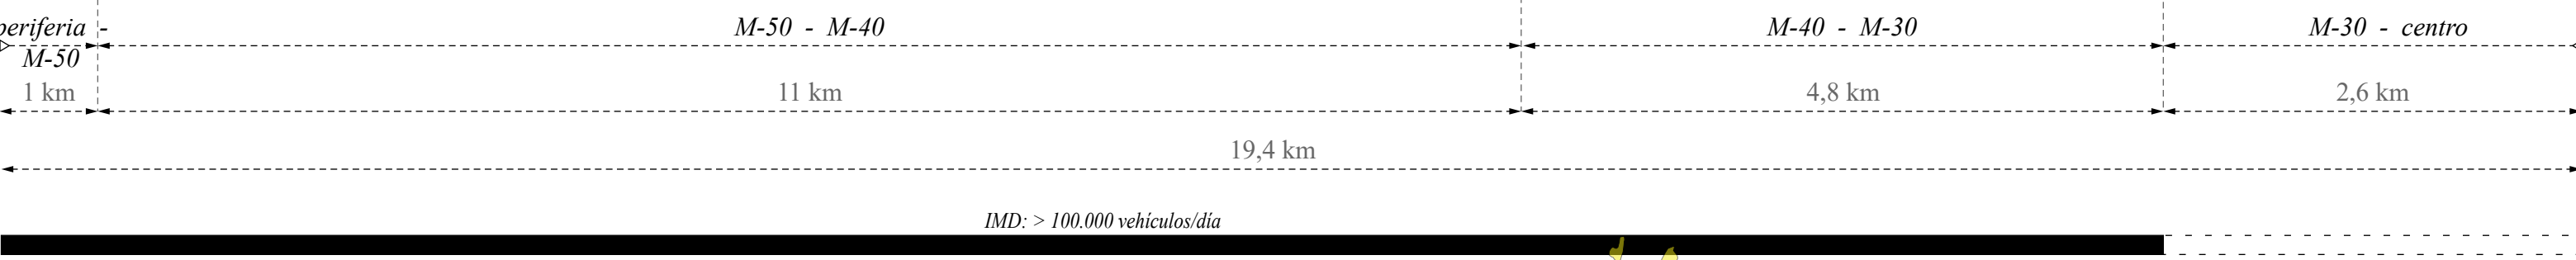 periferia - M-50 - M-40 M-40 - M-30 M-30 - centro
M-50
1 km 11 km 4,8 km 2,6 km
19,4 km
IMD: > 100.000 vehículos/día